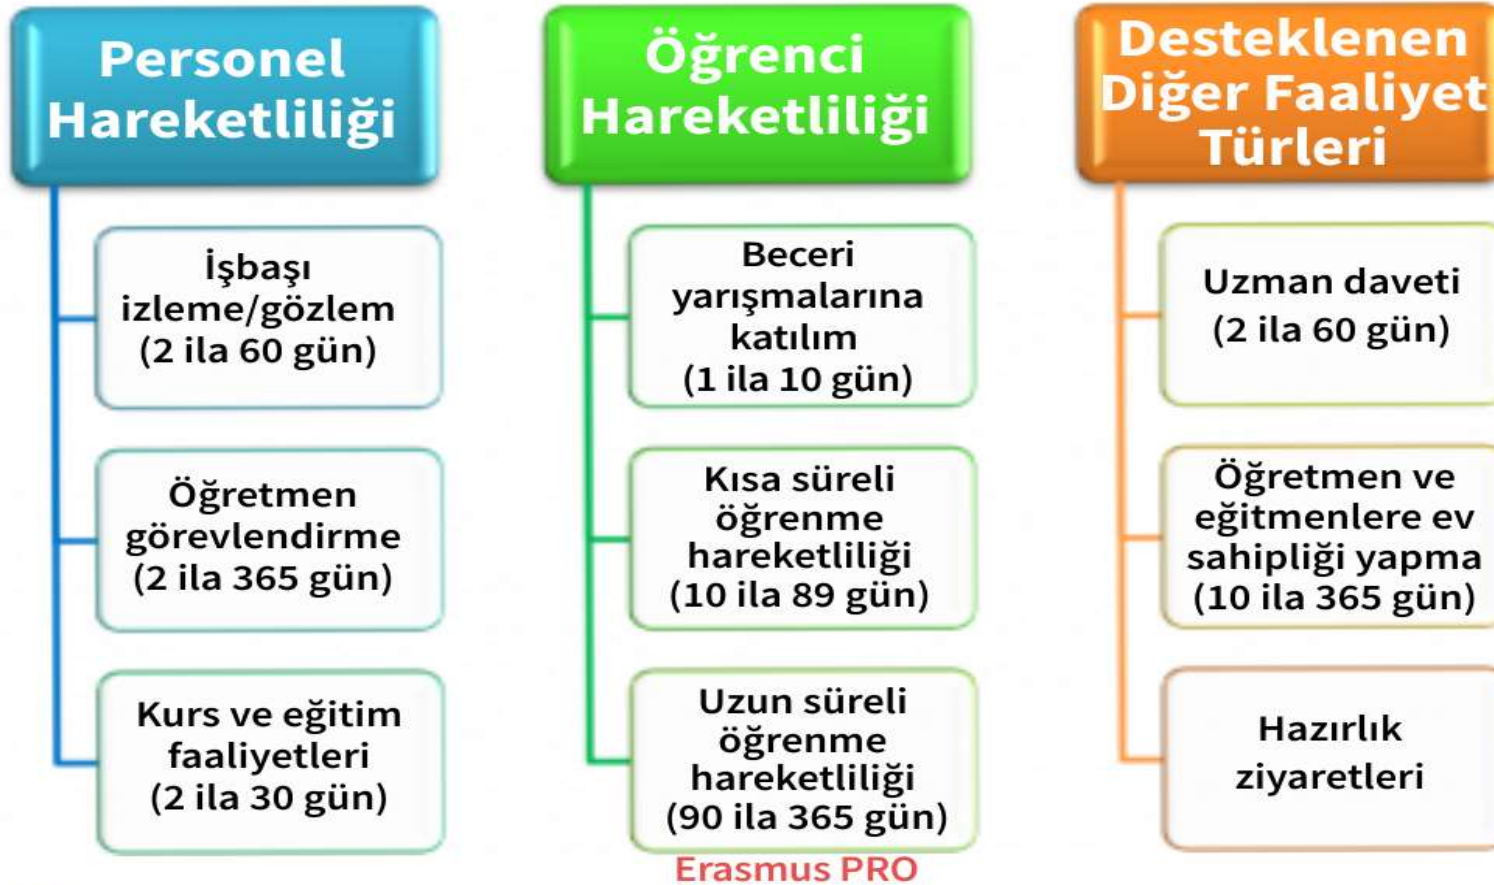 Personel
Hareketliliği
İşbaşı
izleme/gözlem
(2 ila 60 gün)
Öğretmen
görevlendirme
(2 ila 365 gün)
Kurs ve eğitim
faaliyetleri
(2 ila 30 gün)
Öğrenci
Hareketliliği
Beceri
yarışmalarına
katılım
(1 ila 10 gün)
Kısa süreli
öğrenme
hareketliliği
(10 ila 89 gün)
Uzun süreli
öğrenme
hareketliliği
(90 ila 365 gün)
Erasmus PRO
Desteklenen
Diğer Faaliyet
Türleri
Uzman daveti
(2 ila 60 gün)
Öğretmen ve
eğitmenlere ev
sahipliği yapma
(10 ila 365 gün)
Hazırlık
ziyaretleri